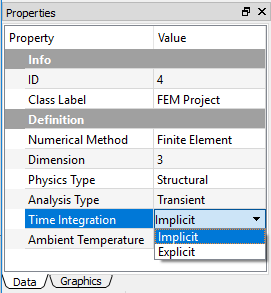 Properties
Property Value
Info
ID 4
Class Label FEM Project
Definition
Numerical Method Finite Element
Dimension 3
Physics Type Structural
Analysis Type Transient
Time Integration Implicit
Implicit
Ambient Temperature Explicit
Data Graphics